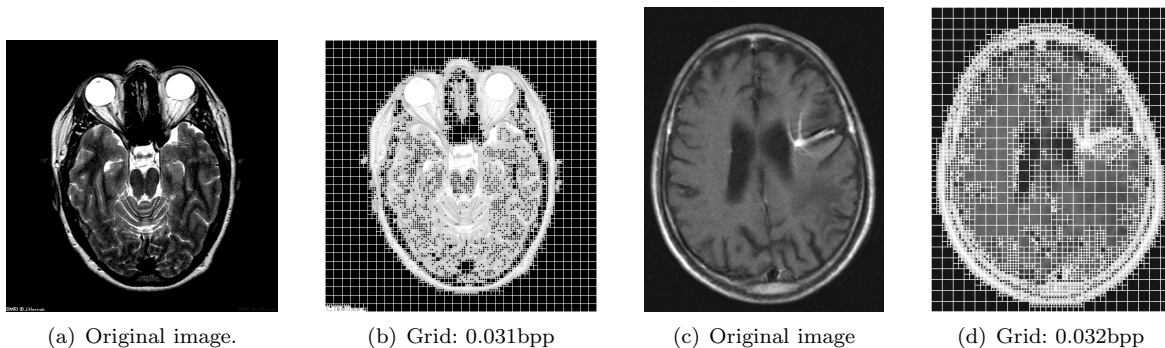 (a) Original image.
(b) Grid: 0.031bpp
(c) Original image
(d) Grid: 0.032bpp